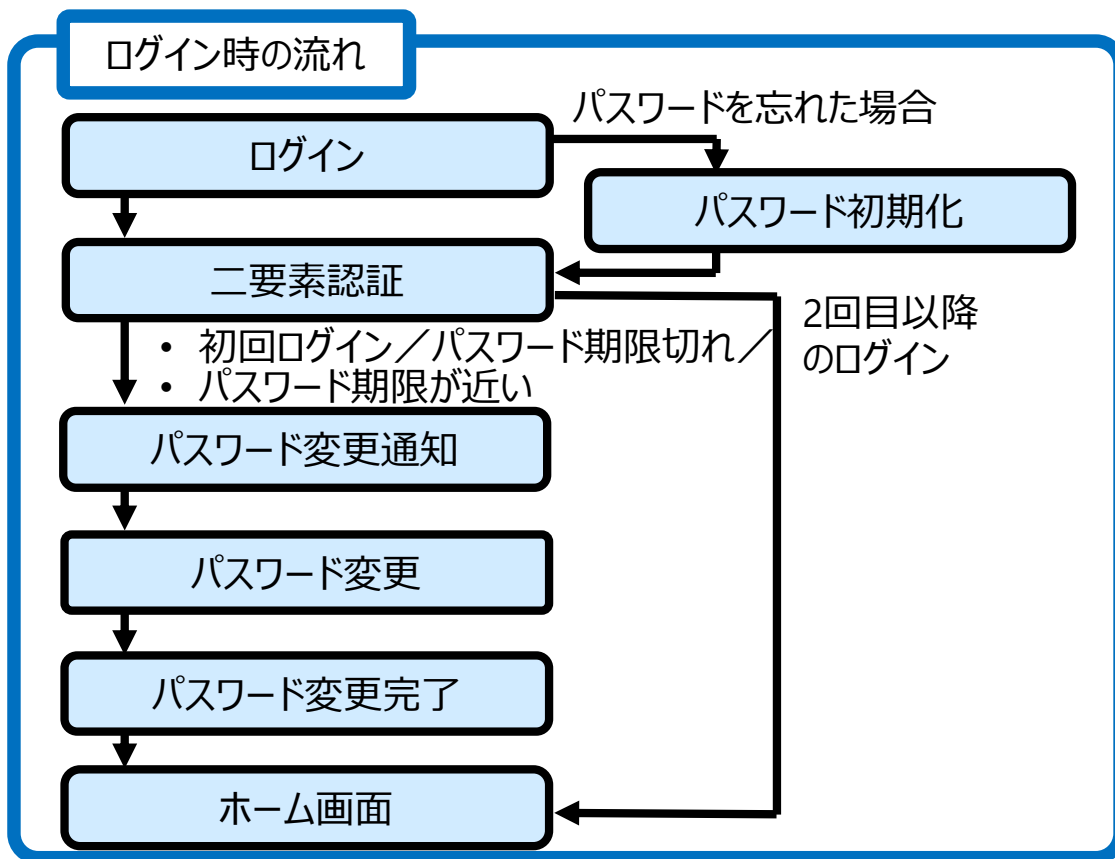 ログイン時の流れ
パスワードを忘れた場合
ログイン
パスワード初期化
二要素認証
2回目以降
のログイン
• 初回ログイン／パスワード期限切れ／
• パスワード期限が近い
パスワード変更通知
パスワード変更
パスワード変更完了
ホーム画面